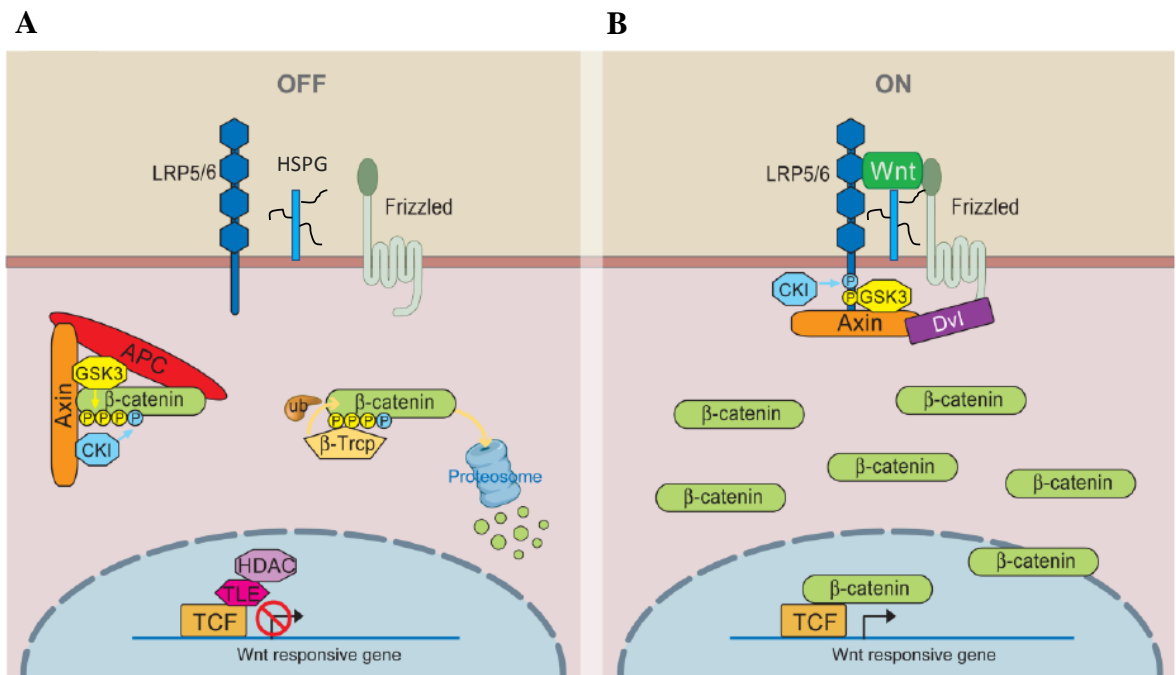 A
OFF
LRP5/6
HSPG
Frizzled
APC
Axin
GSK3
β-catenin
P P P P
CKI
ub
β-catenin
P P P P
β-Trcp
Proteosome
HDAC
TLE
TCF
Wnt responsive gene
B
ON
LRP5/6
Wnt
Frizzled
CKI
P
P
GSK3
Axin
Dvl
β-catenin
β-catenin
β-catenin
β-catenin
β-catenin
β-catenin
β-catenin
TCF
Wnt responsive gene